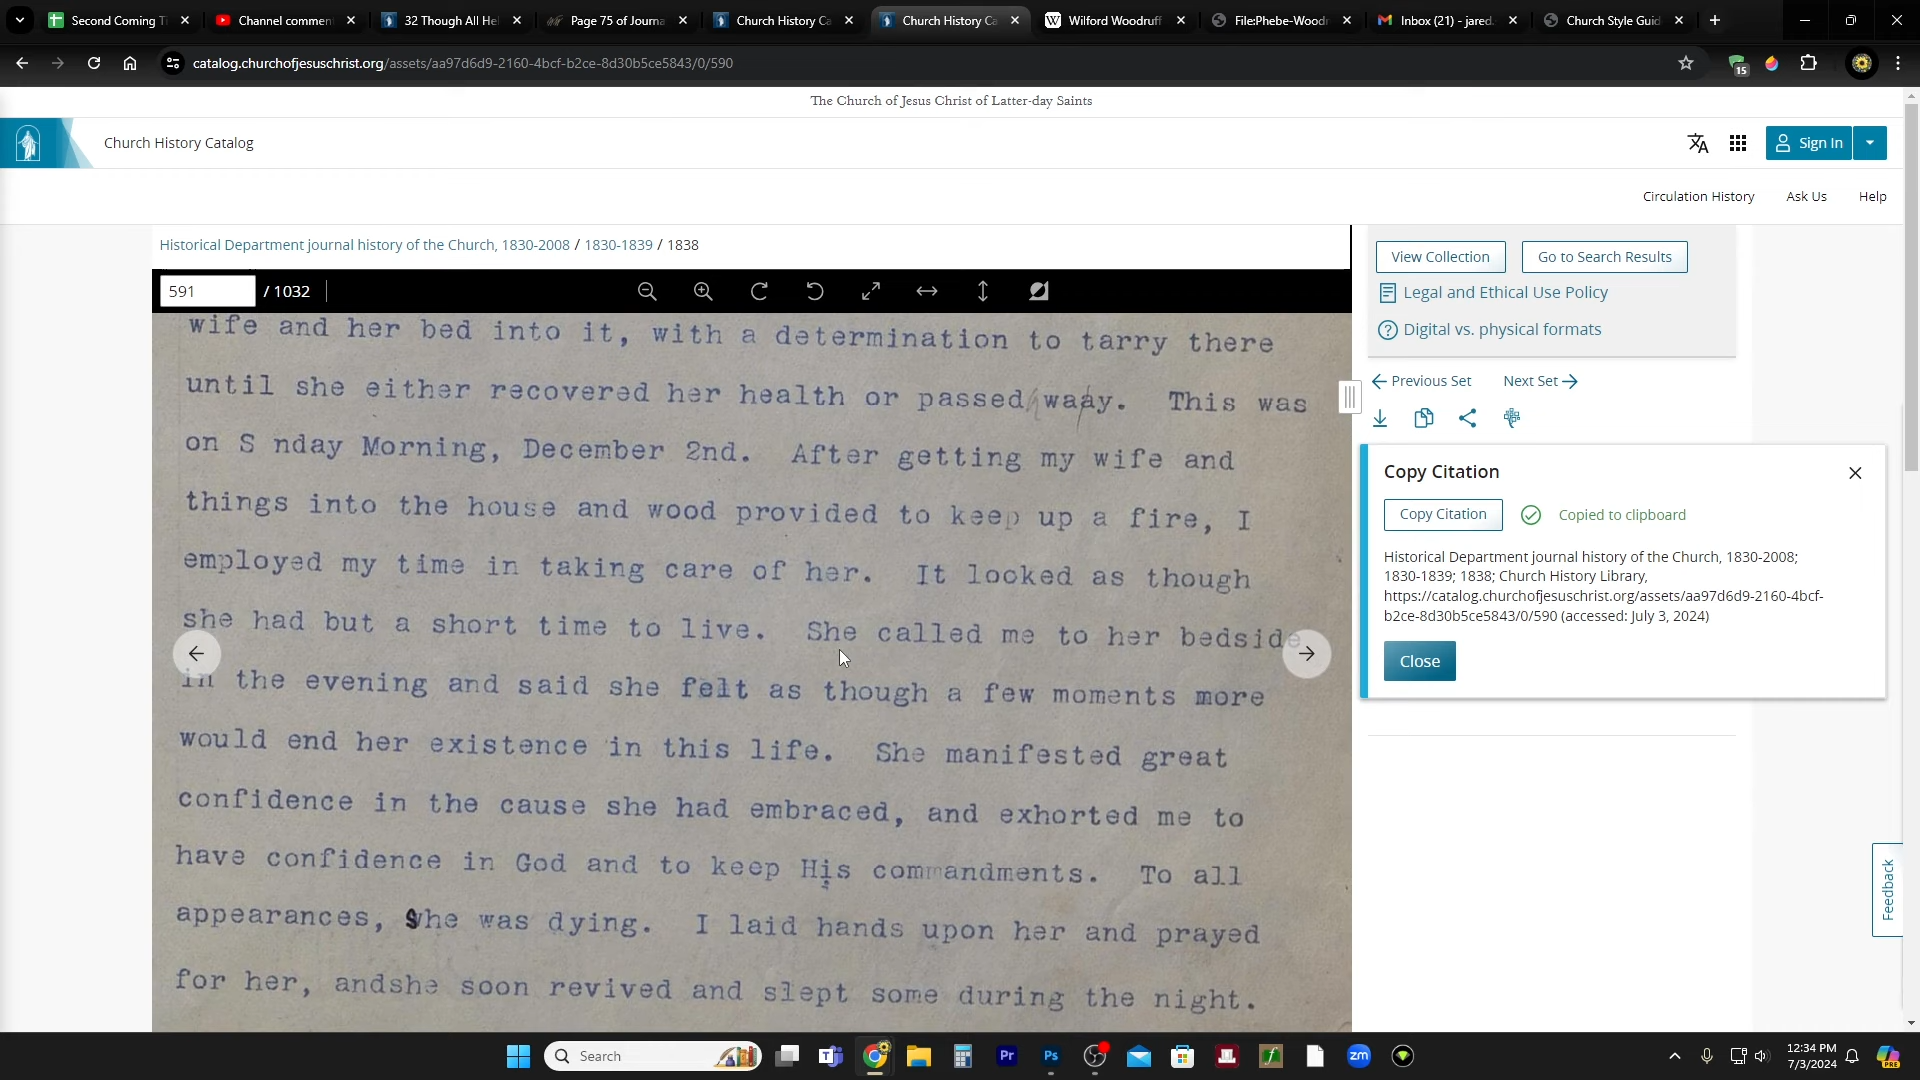 Second Coming Ti
Channel commen
32 Though All Hel
Page 75 of Journa
Church History Ca
Church History Ca
Wilford Woodruff
File:Phebe-Woodr
Inbox (21) - jared.
Church Style Guid
catalog.churchofjesuschrist.org/assets/aa97d6d9-2160-4bcf-b2ce-8d30b5ce5843/0/590
15
The Church of Jesus Christ of Latter-day Saints
Church History Catalog
Sign In
Circulation History
Ask Us
Help
Historical Department journal history of the Church, 1830-2008 / 1830-1839 / 1838
591 / 1032
wife and her bed into it, with a determination to tarry there
until she either recovered her health or passed waay. This was
on S nday Morning, December 2nd. After getting my wife and
things into the house and wood provided to keep up a fire, I
employed my time in taking care of her. It looked as though
she had but a short time to live. She called me to her bedside
in the evening and said she felt as though a few moments more
would end her existence in this life. She manifested great
confidence in the cause she had embraced, and exhorted me to
have confidence in God and to keep His commandments. To all
appearances, she was dying. I laid hands upon her and prayed
for her, andshe soon revived and slept some during the night.
View Collection
Go to Search Results
Legal and Ethical Use Policy
Digital vs. physical formats
Previous Set
Next Set
Copy Citation
Copy Citation
Copied to clipboard
Historical Department journal history of the Church, 1830-2008;
1830-1839; 1838; Church History Library,
https://catalog.churchofjesuschrist.org/assets/aa97d6d9-2160-4bcf-
b2ce-8d30b5ce5843/0/590 (accessed: July 3, 2024)
Close
Feedback
Search
Pr
Ps
zm
12:34 PM
7/3/2024
PRE